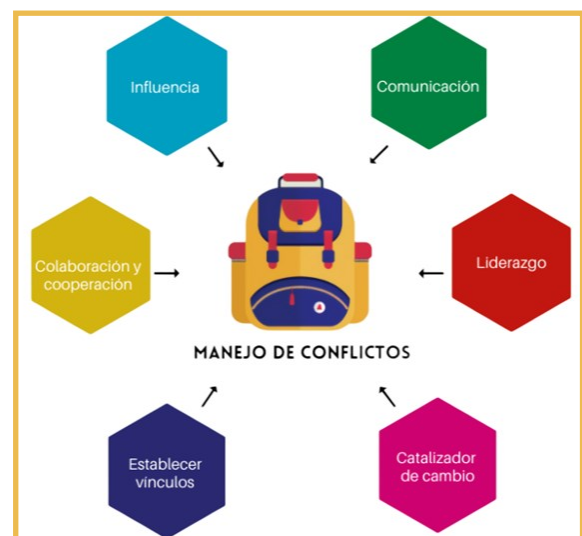 Influencia
Comunicación
Colaboración y
cooperación
Liderazgo
MANEJO DE CONFLICTOS
Establecer
vínculos
Catalizador
de cambio